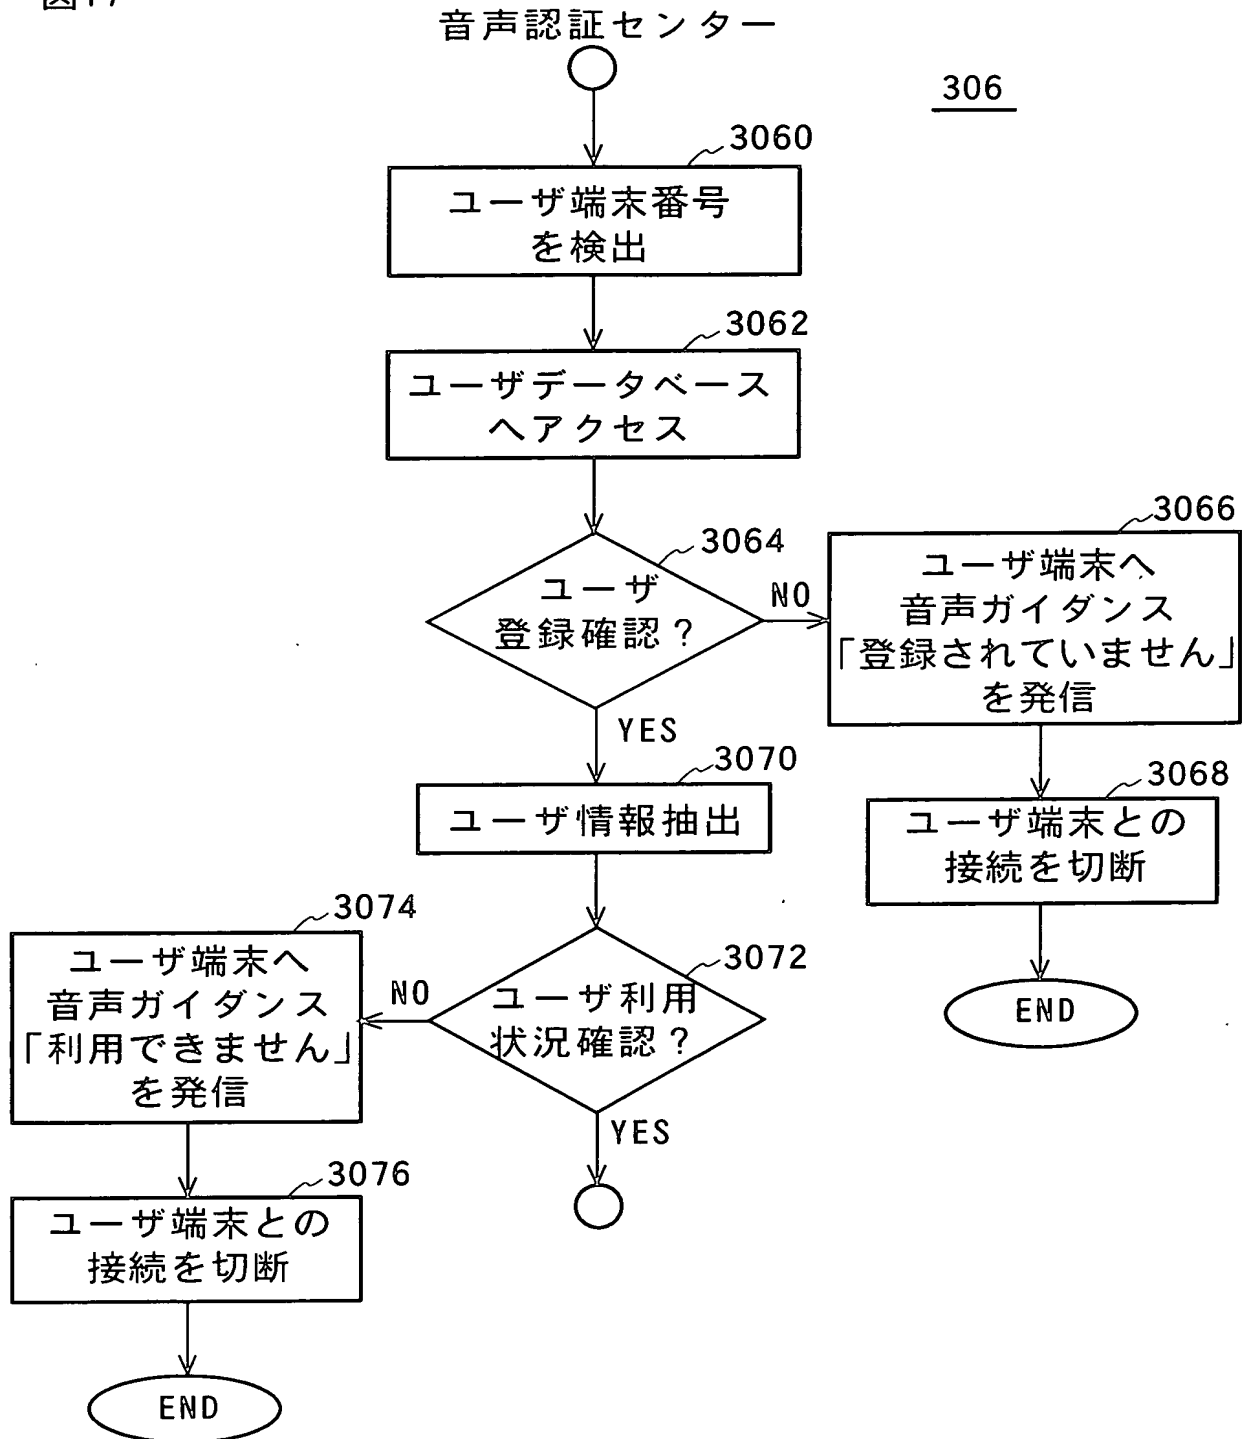 図17
音声認証センター
306
3060
ユーザ端末番号
を検出
3062
ユーザデータベース
へアクセス
3064
ユーザ
登録確認?
NO
YES
3066
ユーザ端末へ
音声ガイダンス
「登録されていません」
を発信
3068
ユーザ端末との
接続を切断
END
3070
ユーザ情報抽出
3072
ユーザ利用
状況確認?
NO
YES
3074
ユーザ端末へ
音声ガイダンス
「利用できません」
を発信
3076
ユーザ端末との
接続を切断
END